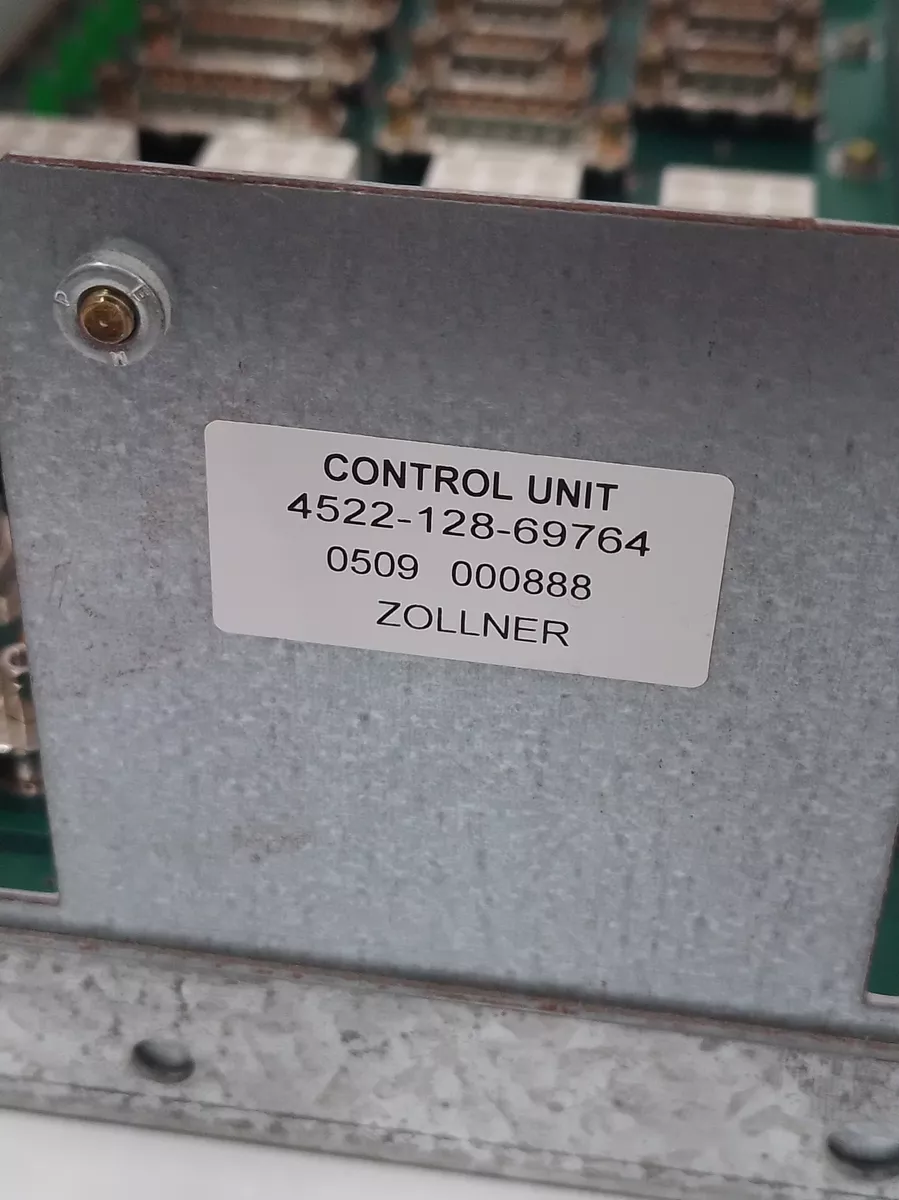 CONTROL UNIT
4522-128-69764
0509 000888
ZOLLNER